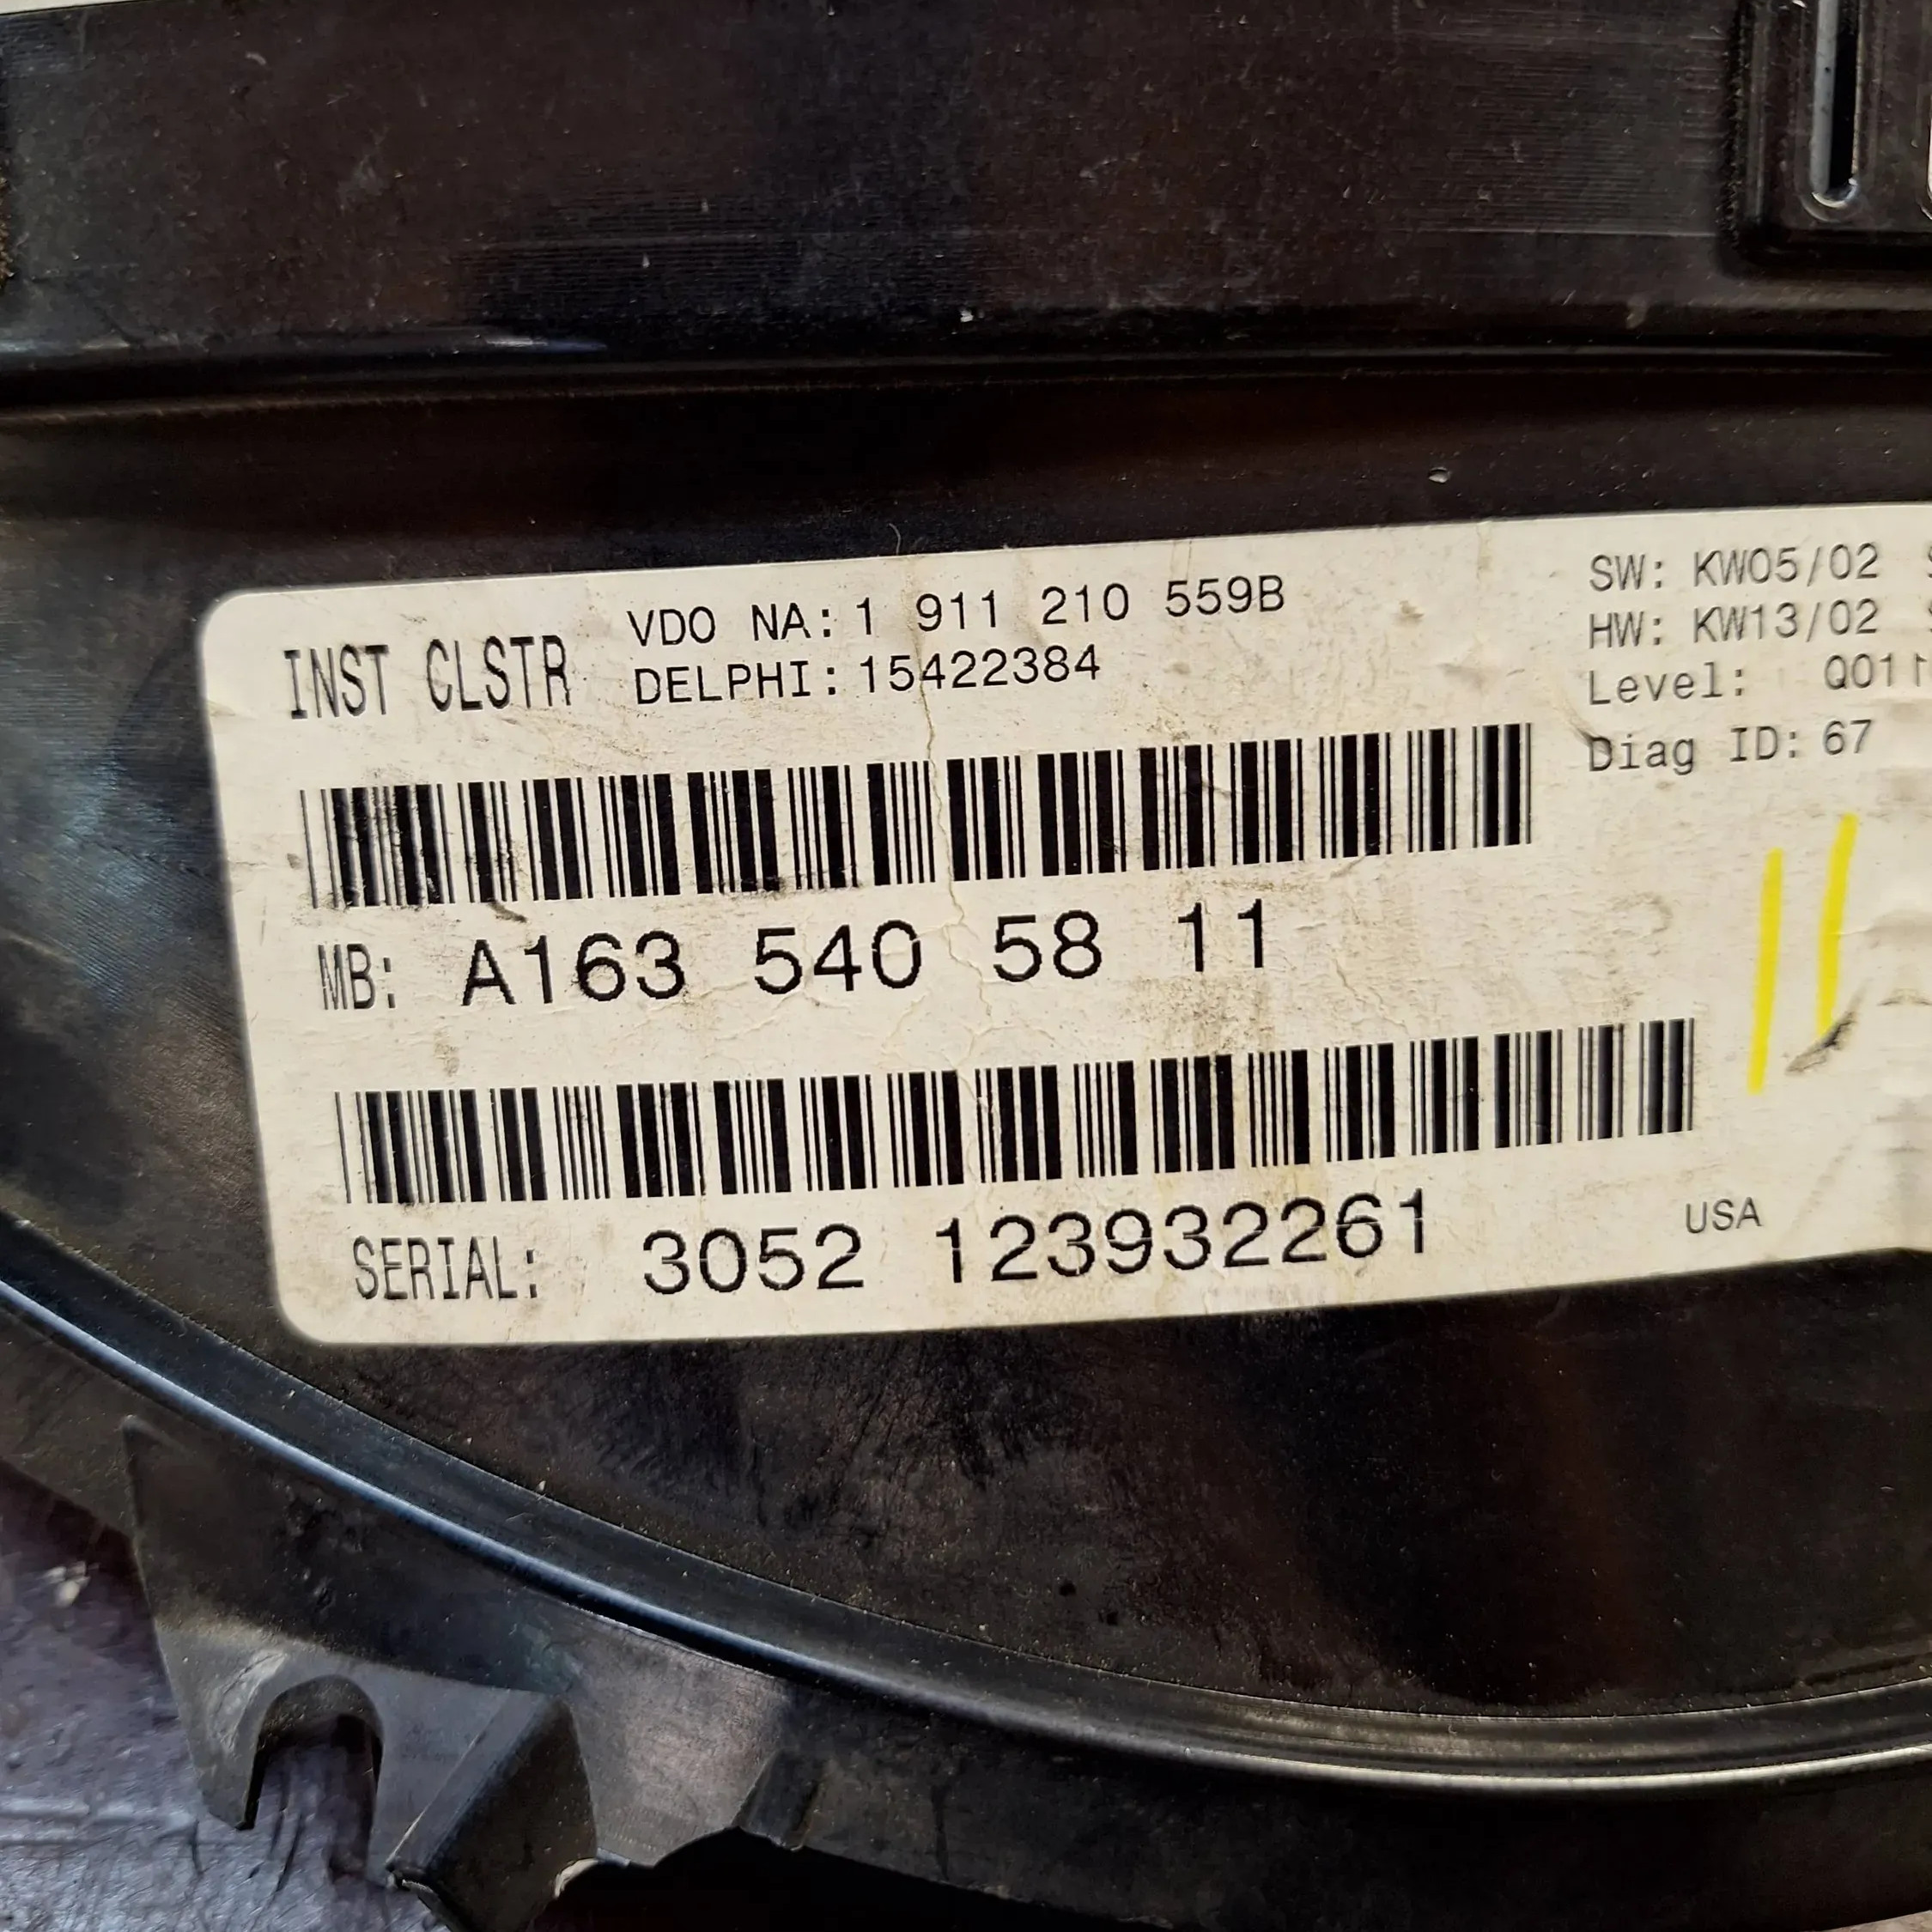 INST CLSTR
VDO NA: 1 911 210 559B
DELPHI: 15422384
SW: KW05/02
HW: KW13/02
Level:
Diag ID: 67
MB: A163 540 58 11
SERIAL: 3052 123932261
USA